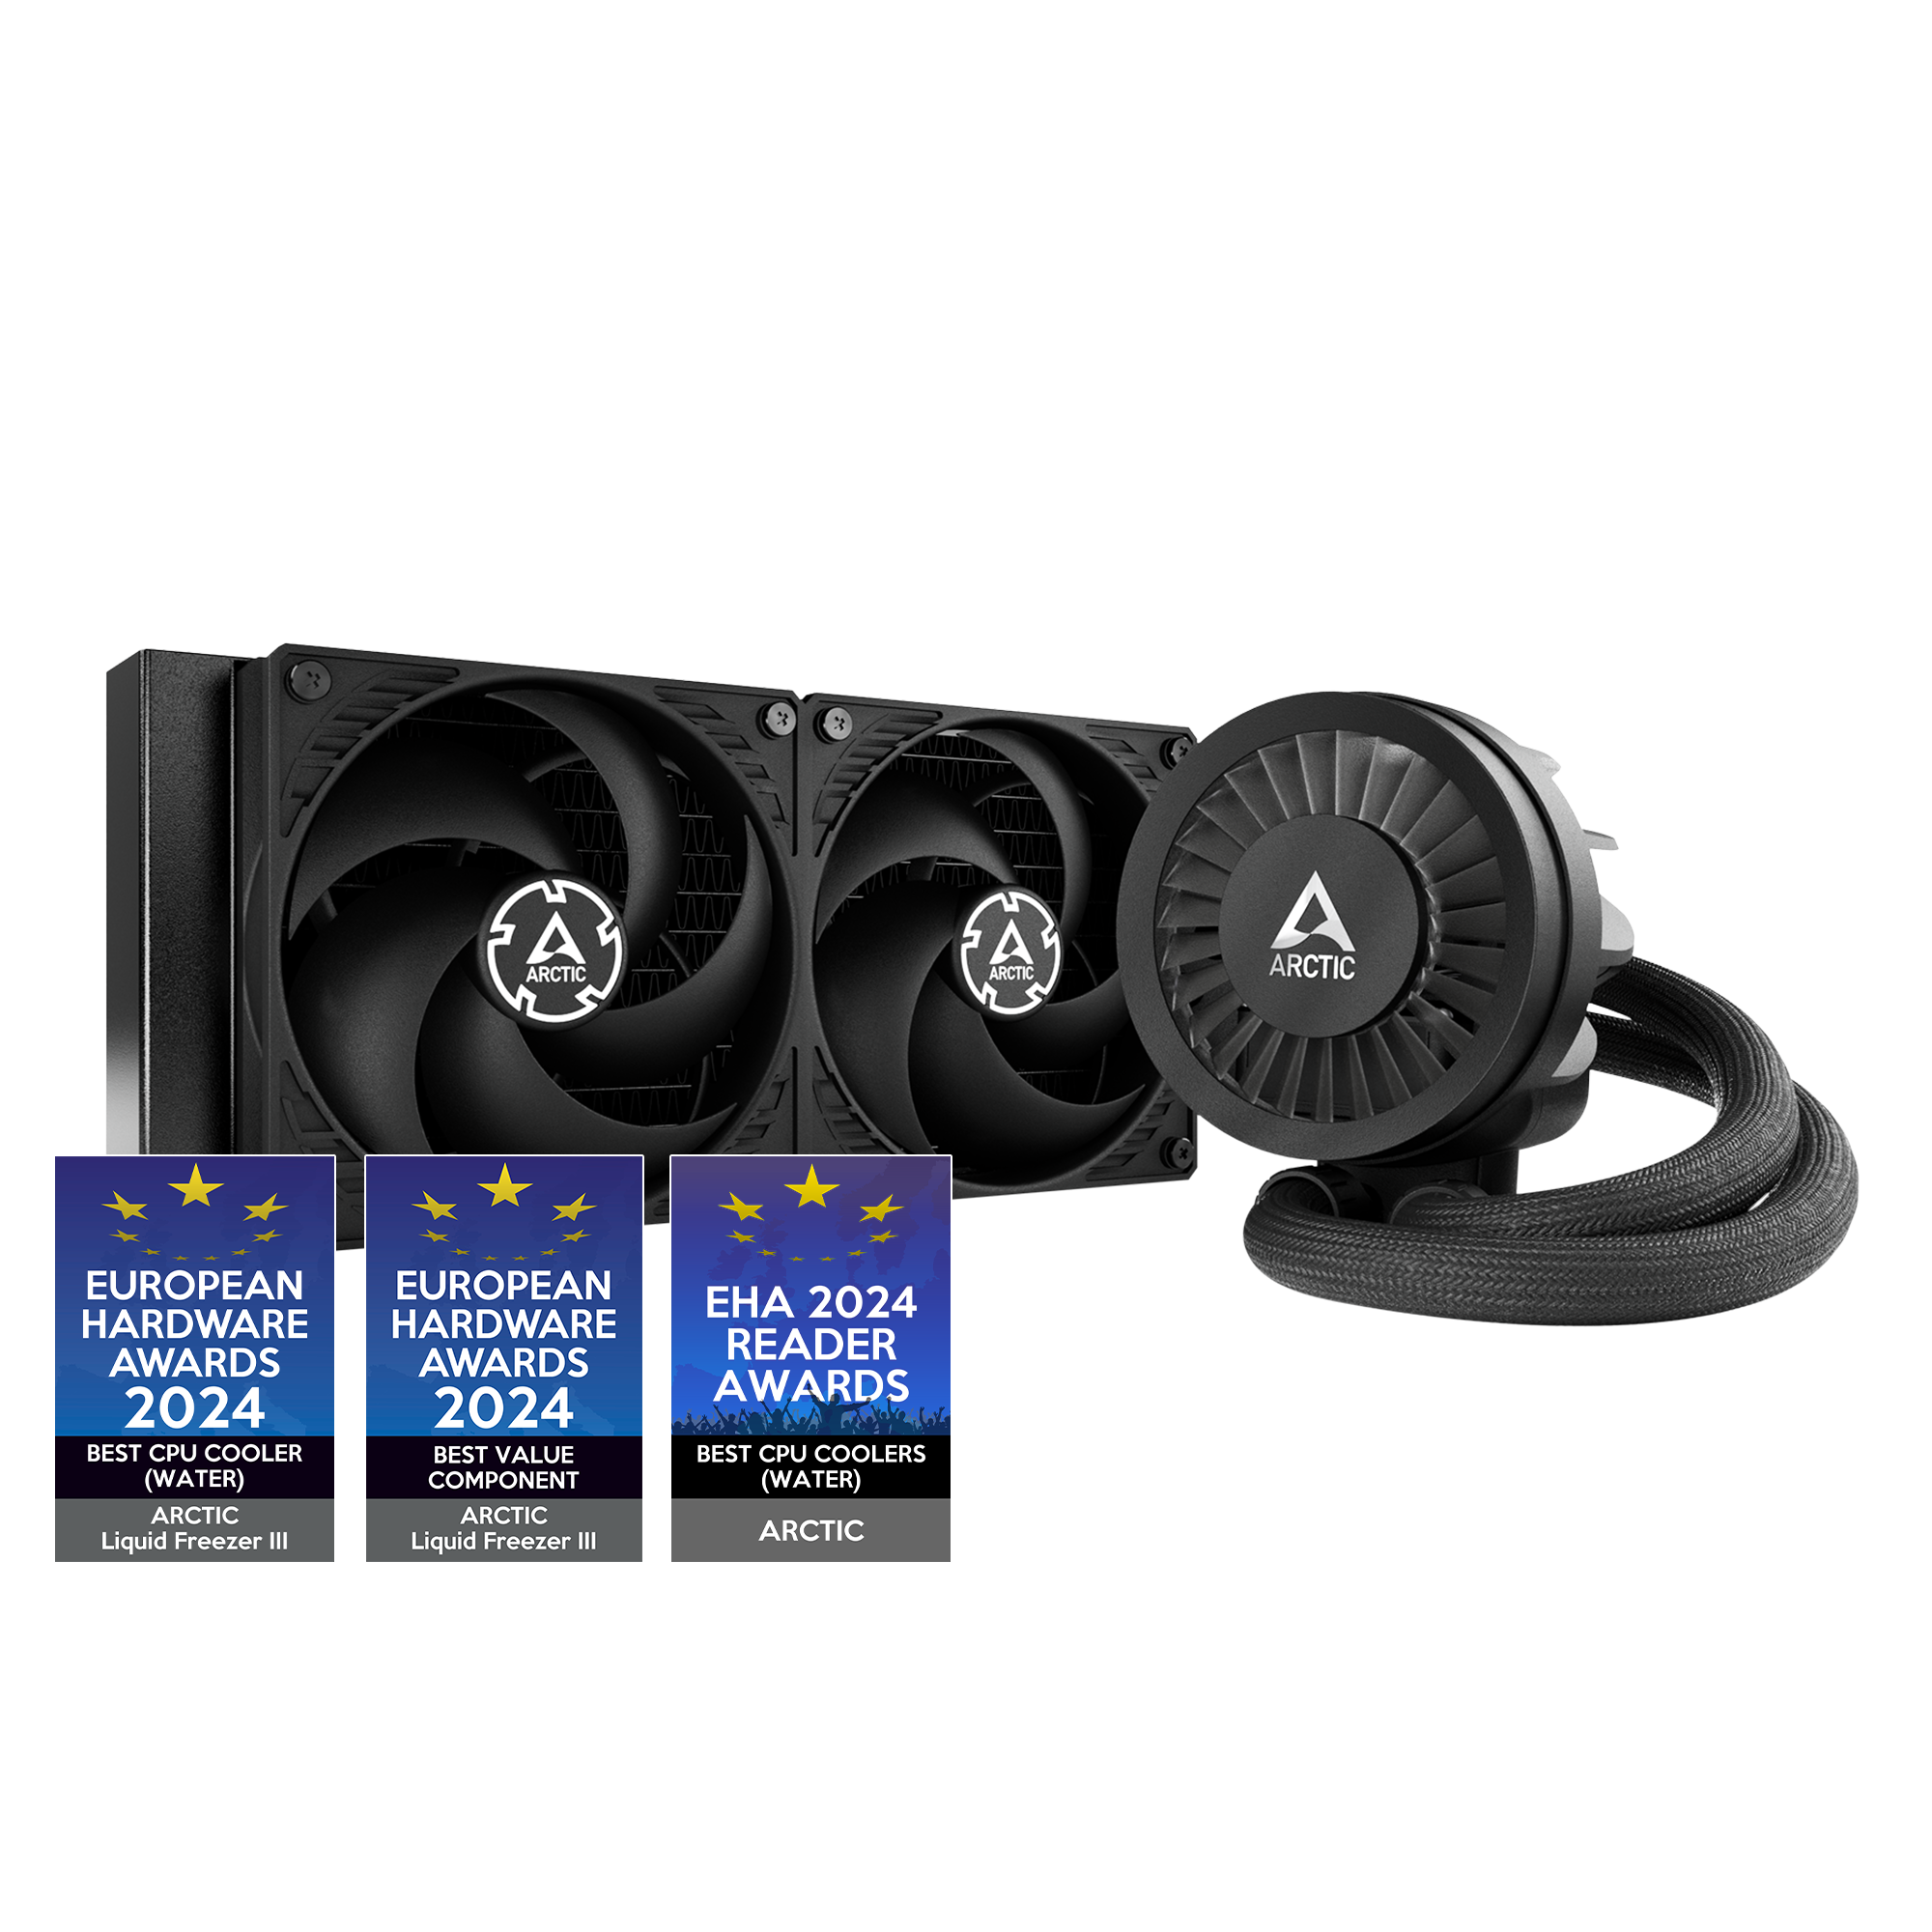 ARCTIC
ARCTIC
ARCTIC
EUROPEAN
HARDWARE
AWARDS
2024
BEST CPU COOLER
(WATER)
ARCTIC
Liquid Freezer III
EUROPEAN
HARDWARE
AWARDS
2024
BEST VALUE
COMPONENT
ARCTIC
Liquid Freezer III
EHA 2024
READER
AWARDS
BEST CPU COOLERS
(WATER)
ARCTIC